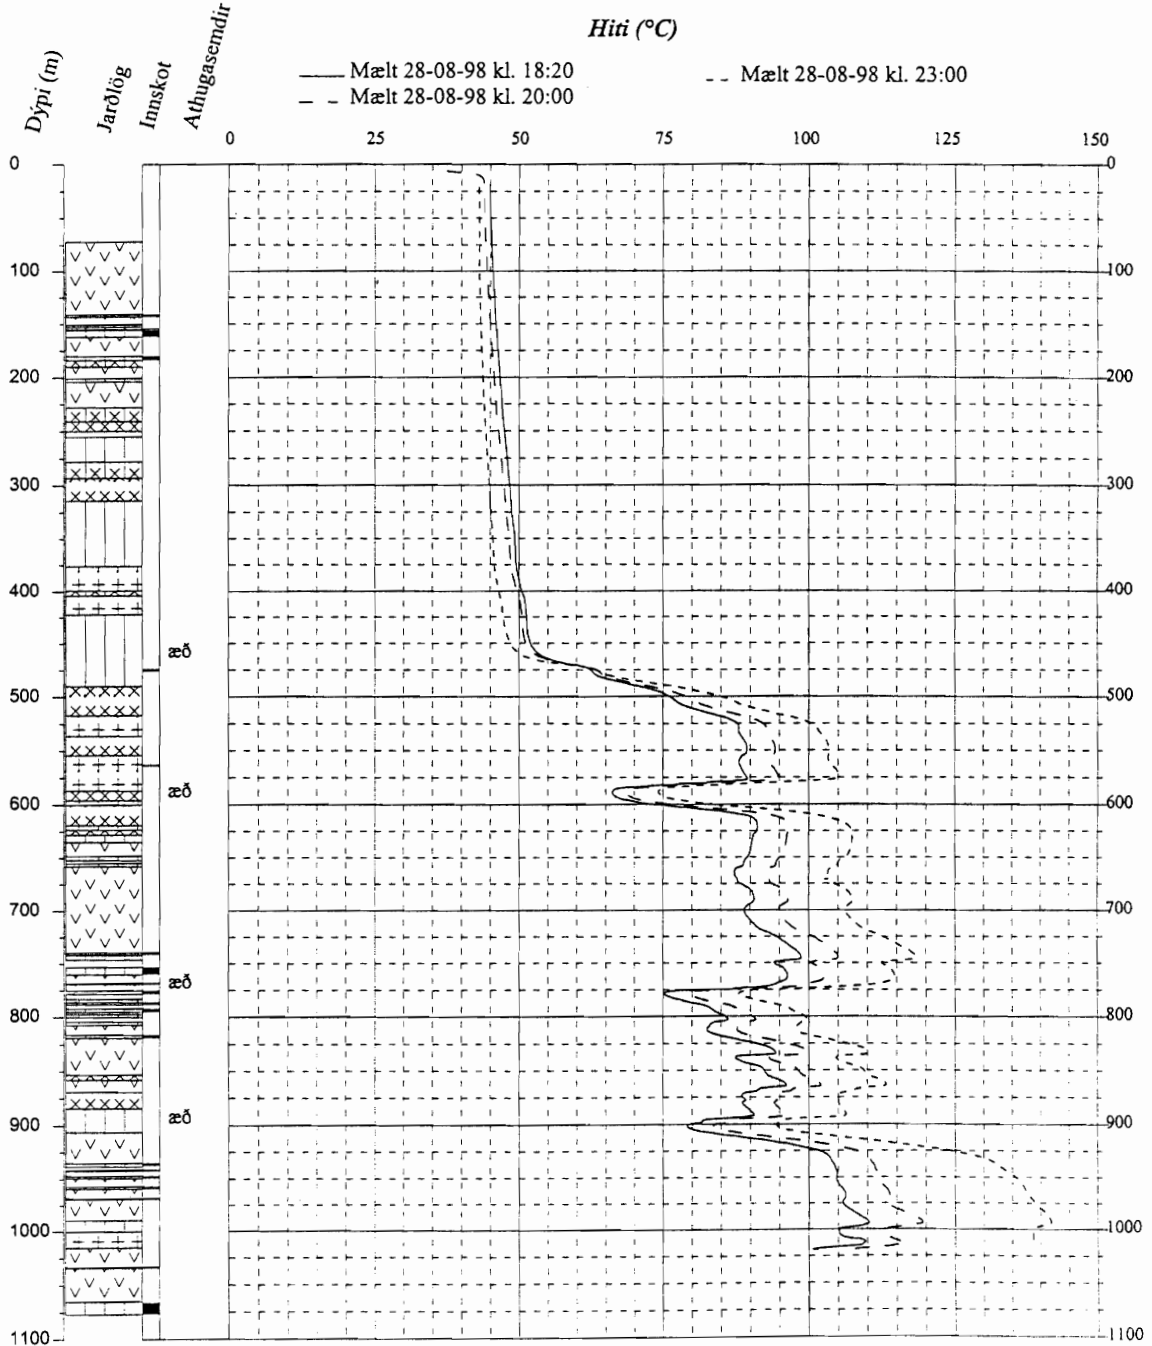 Hiti (°C)
Mælt 28-08-98 kl. 18:20
Mælt 28-08-98 kl. 23:00
Mælt 28-08-98 kl. 20:00
Dýpi (m)
Jarðlög
Innskot
Athugasemdir
0 25 50 75 100 125 150
0 0
100 100
200 200
300 300
400 400
æð
500 500
æð
600 600
700 700
æð
800 800
æð
900 900
1000 1000
1100 1100